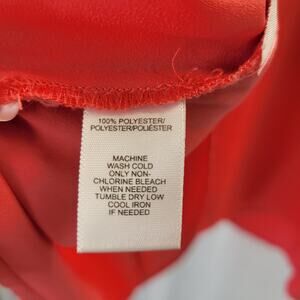 100% POLYESTER/
POLYESTER/POLIÉSTER
MACHINE
WASH COLD
ONLY NON-
CHLORINE BLEACH
WHEN NEEDED
TUMBLE DRY LOW
COOL IRON
IF NEEDED